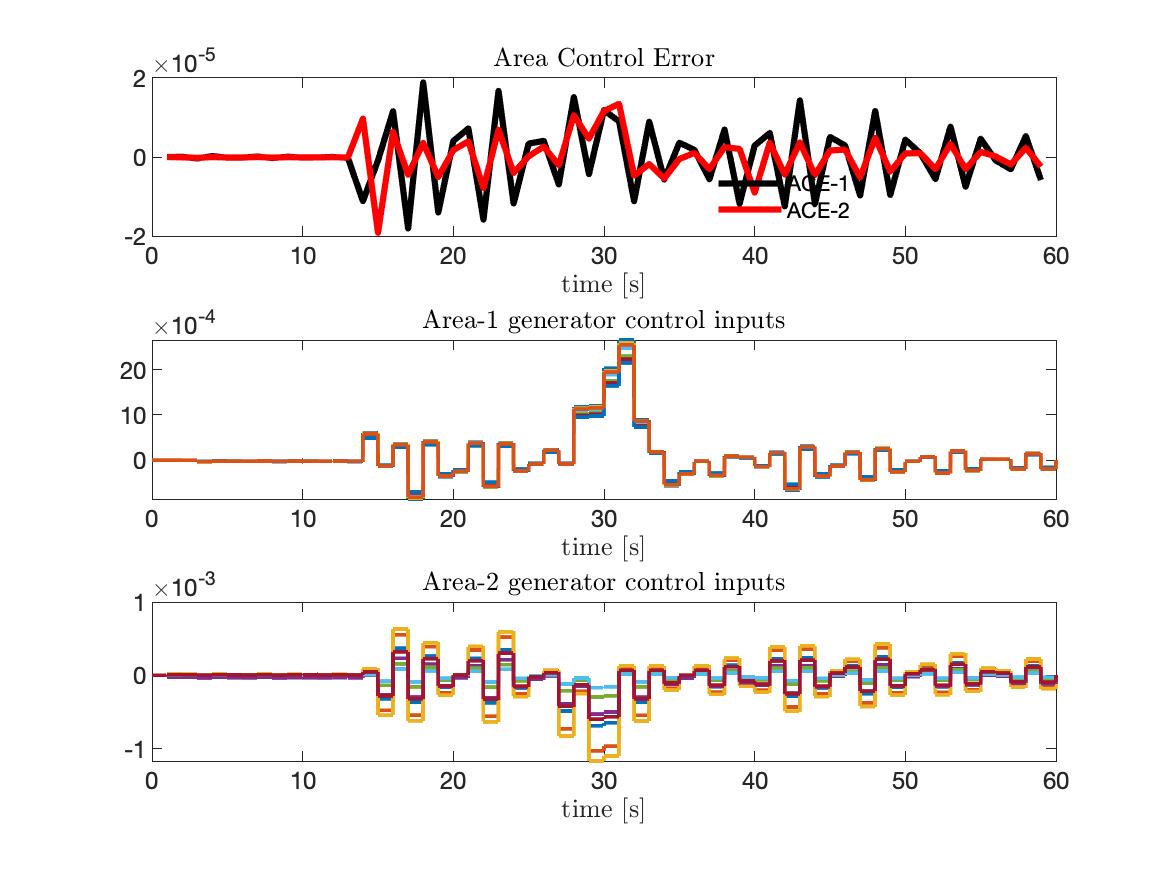 ×10-5
Area Control Error
2
0
-2
ACE-1
ACE-2
0 10 20 30 40 50 60
time [s]
×10-4
Area-1 generator control inputs
20
10
0
0 10 20 30 40 50 60
time [s]
×10-3
Area-2 generator control inputs
1
0
-1
0 10 20 30 40 50 60
time [s]